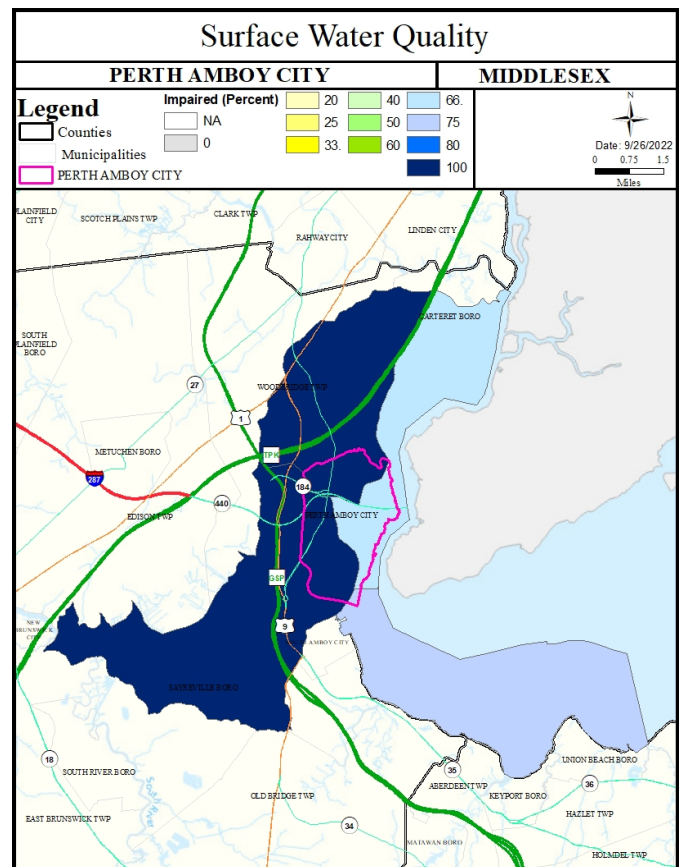 Surface Water Quality
PERTH AMBOY CITY
MIDDLESEX
Legend
Counties
Municipalities
PERTH AMBOY CITY
Impaired (Percent)
NA
0
20
25
33.
40
50
60
66.
75
80
100
N
Date: 9/26/2022
0 0.75 1.5
Miles
PLAINFIELD
CITY
SCOTCH PLAINS TWP
CLARK TWP
RAHWAY CITY
LINDEN CITY
CARTERET BORO
SOUTH
PLAINFIELD
BORO
27
WOODBRIDGE TWP
1
METUCHEN BORO
TPK
287
184
440
EDISON TWP
PERTH AMBOY CITY
GSP
NEW
BRUNSWICK
CITY
9
AMBOY CITY
SAYREVILLE BORO
18
SOUTH RIVER BORO
South River
OLD BRIDGE TWP
EAST BRUNSWICK TWP
34
35
ABERDEEN TWP
KEYPORT BORO
UNION BEACH BORO
36
HAZLET TWP
MATAWAN BORO
HOLMDEL TWP